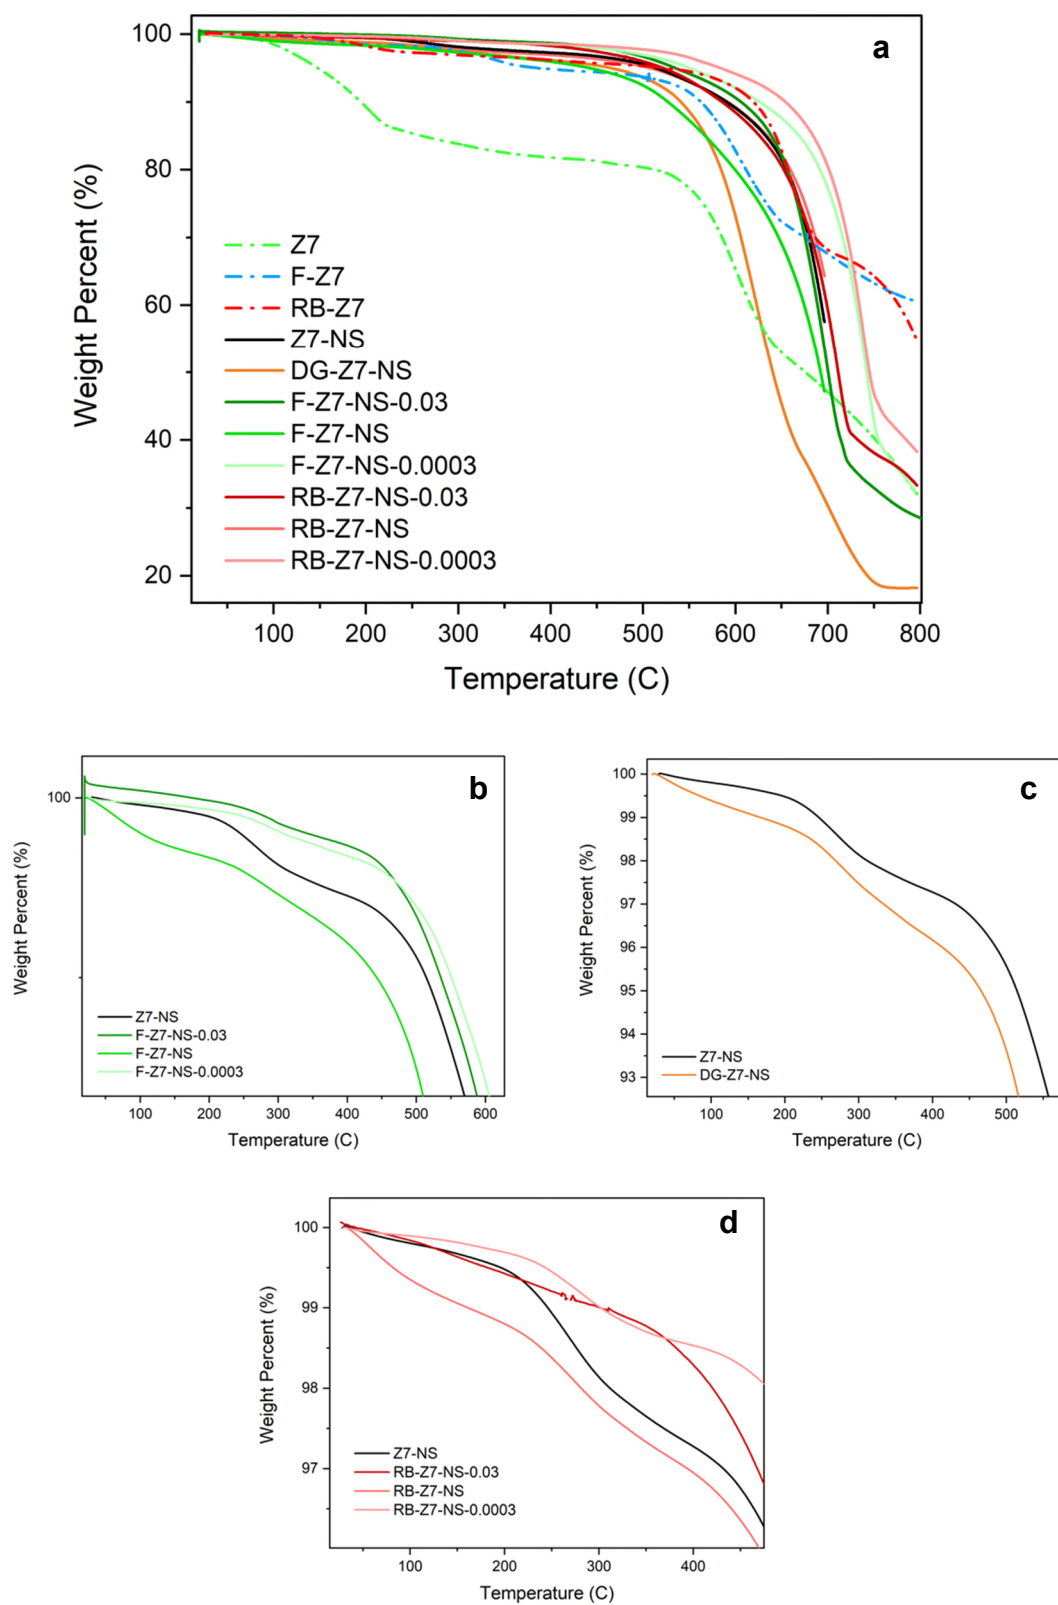 a
100
80
60
40
20
Weight Percent (%)
Z7
F-Z7
RB-Z7
Z7-NS
DG-Z7-NS
F-Z7-NS-0.03
F-Z7-NS
F-Z7-NS-0.0003
RB-Z7-NS-0.03
RB-Z7-NS
RB-Z7-NS-0.0003
100 200 300 400 500 600 700 800
Temperature (C)
b
100
Weight Percent (%)
Z7-NS
F-Z7-NS-0.03
F-Z7-NS
F-Z7-NS-0.0003
100 200 300 400 500 600
Temperature (C)
c
100
99
98
97
96
95
94
93
Weight Percent (%)
Z7-NS
DG-Z7-NS
100 200 300 400 500
Temperature (C)
d
100
99
98
97
Weight Percent (%)
Z7-NS
RB-Z7-NS-0.03
RB-Z7-NS
RB-Z7-NS-0.0003
100 200 300 400
Temperature (C)